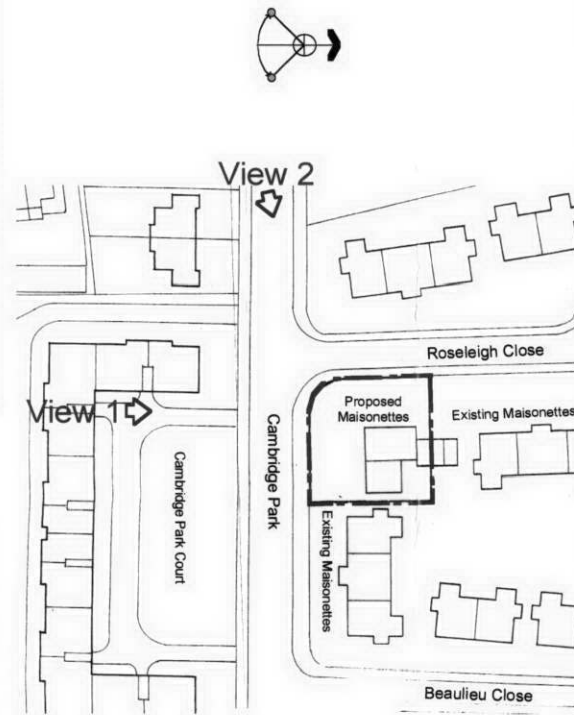 View 2
Roseleigh Close
Proposed
Maisonettes
Existing Maisonettes
View 1
Cambridge Park
Cambridge Park Court
Existing Maisonettes
Beaulieu Close